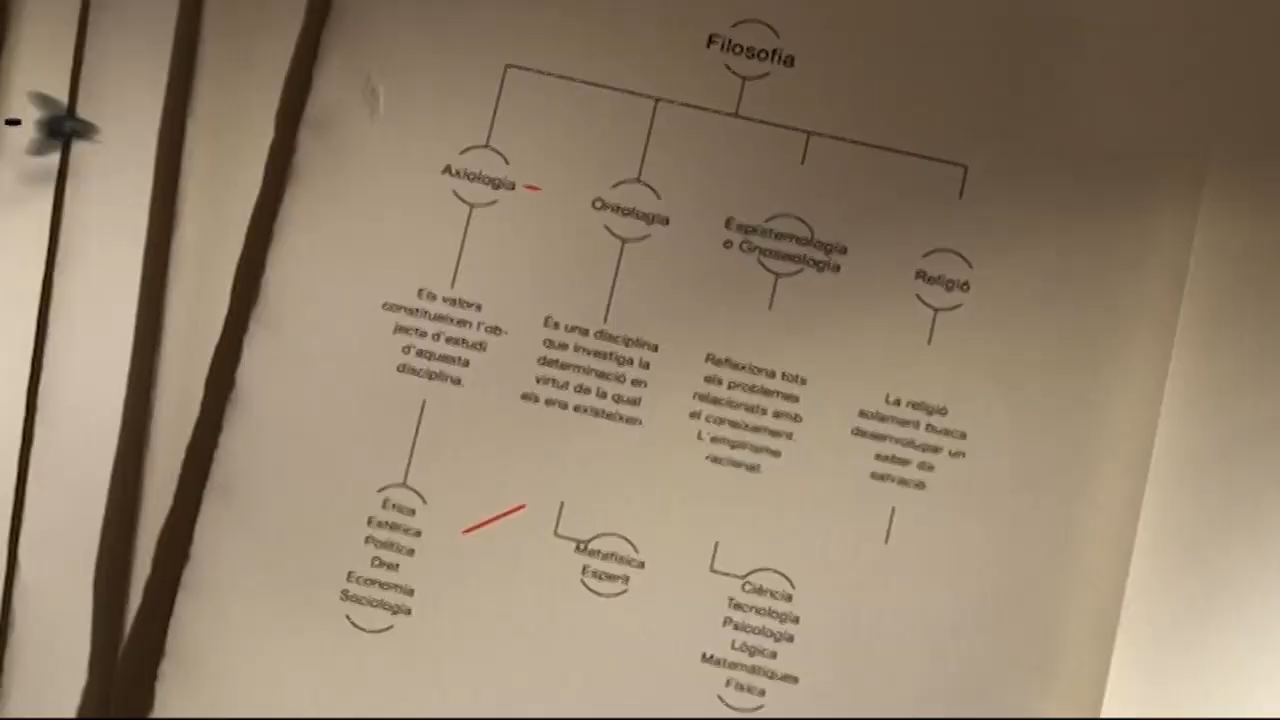 Filosofia
Axiologia
Ontologia
Espistemologia
o Gnoseologia
Religió
Els valors
constitueixen l'ob-
jecte d'estudi
d'aquesta
disciplina.
És una disciplina
que investiga la
determinació en
virtut de la qual
els ens existeixen.
Reflexiona tots
els problemes
relacionats amb
el coneixement.
L'empirisme
racional.
La religió
solament busca
desenvolupar un
saber de
salvació
Ètica
Estètica
Política
Dret
Economia
Sociologia
Metafísica
Esperit
Ciència
Tecnologia
Psicologia
Lògica
Matemàtiques
Física